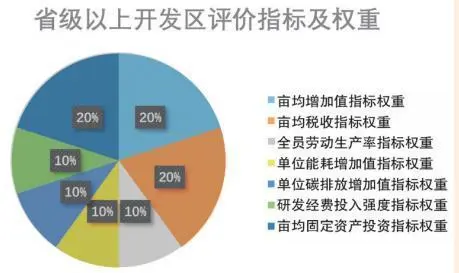 省级以上开发区评价指标及权重
20%
20%
20%
10%
10%
10%
10%
亩均增加值指标权重
亩均税收指标权重
全员劳动生产率指标权重
单位能耗增加值指标权重
单位碳排放增加值指标权重
研发经费投入强度指标权重
亩均固定资产投资指标权重